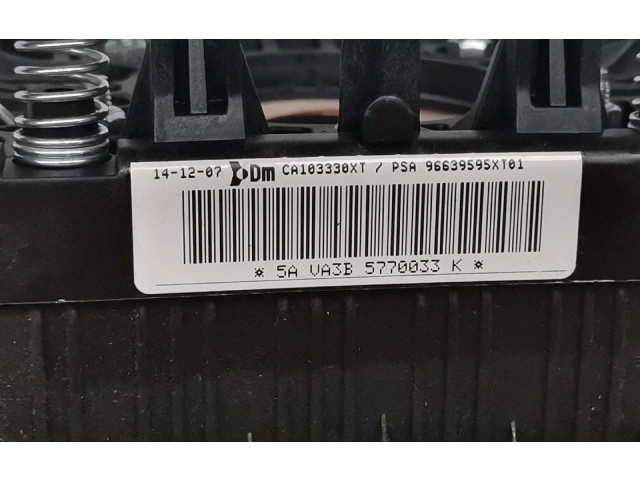 14-12-07 Dm CA103330XT / PSA 96639595XT01
* 5A VA3B 5770033 K *